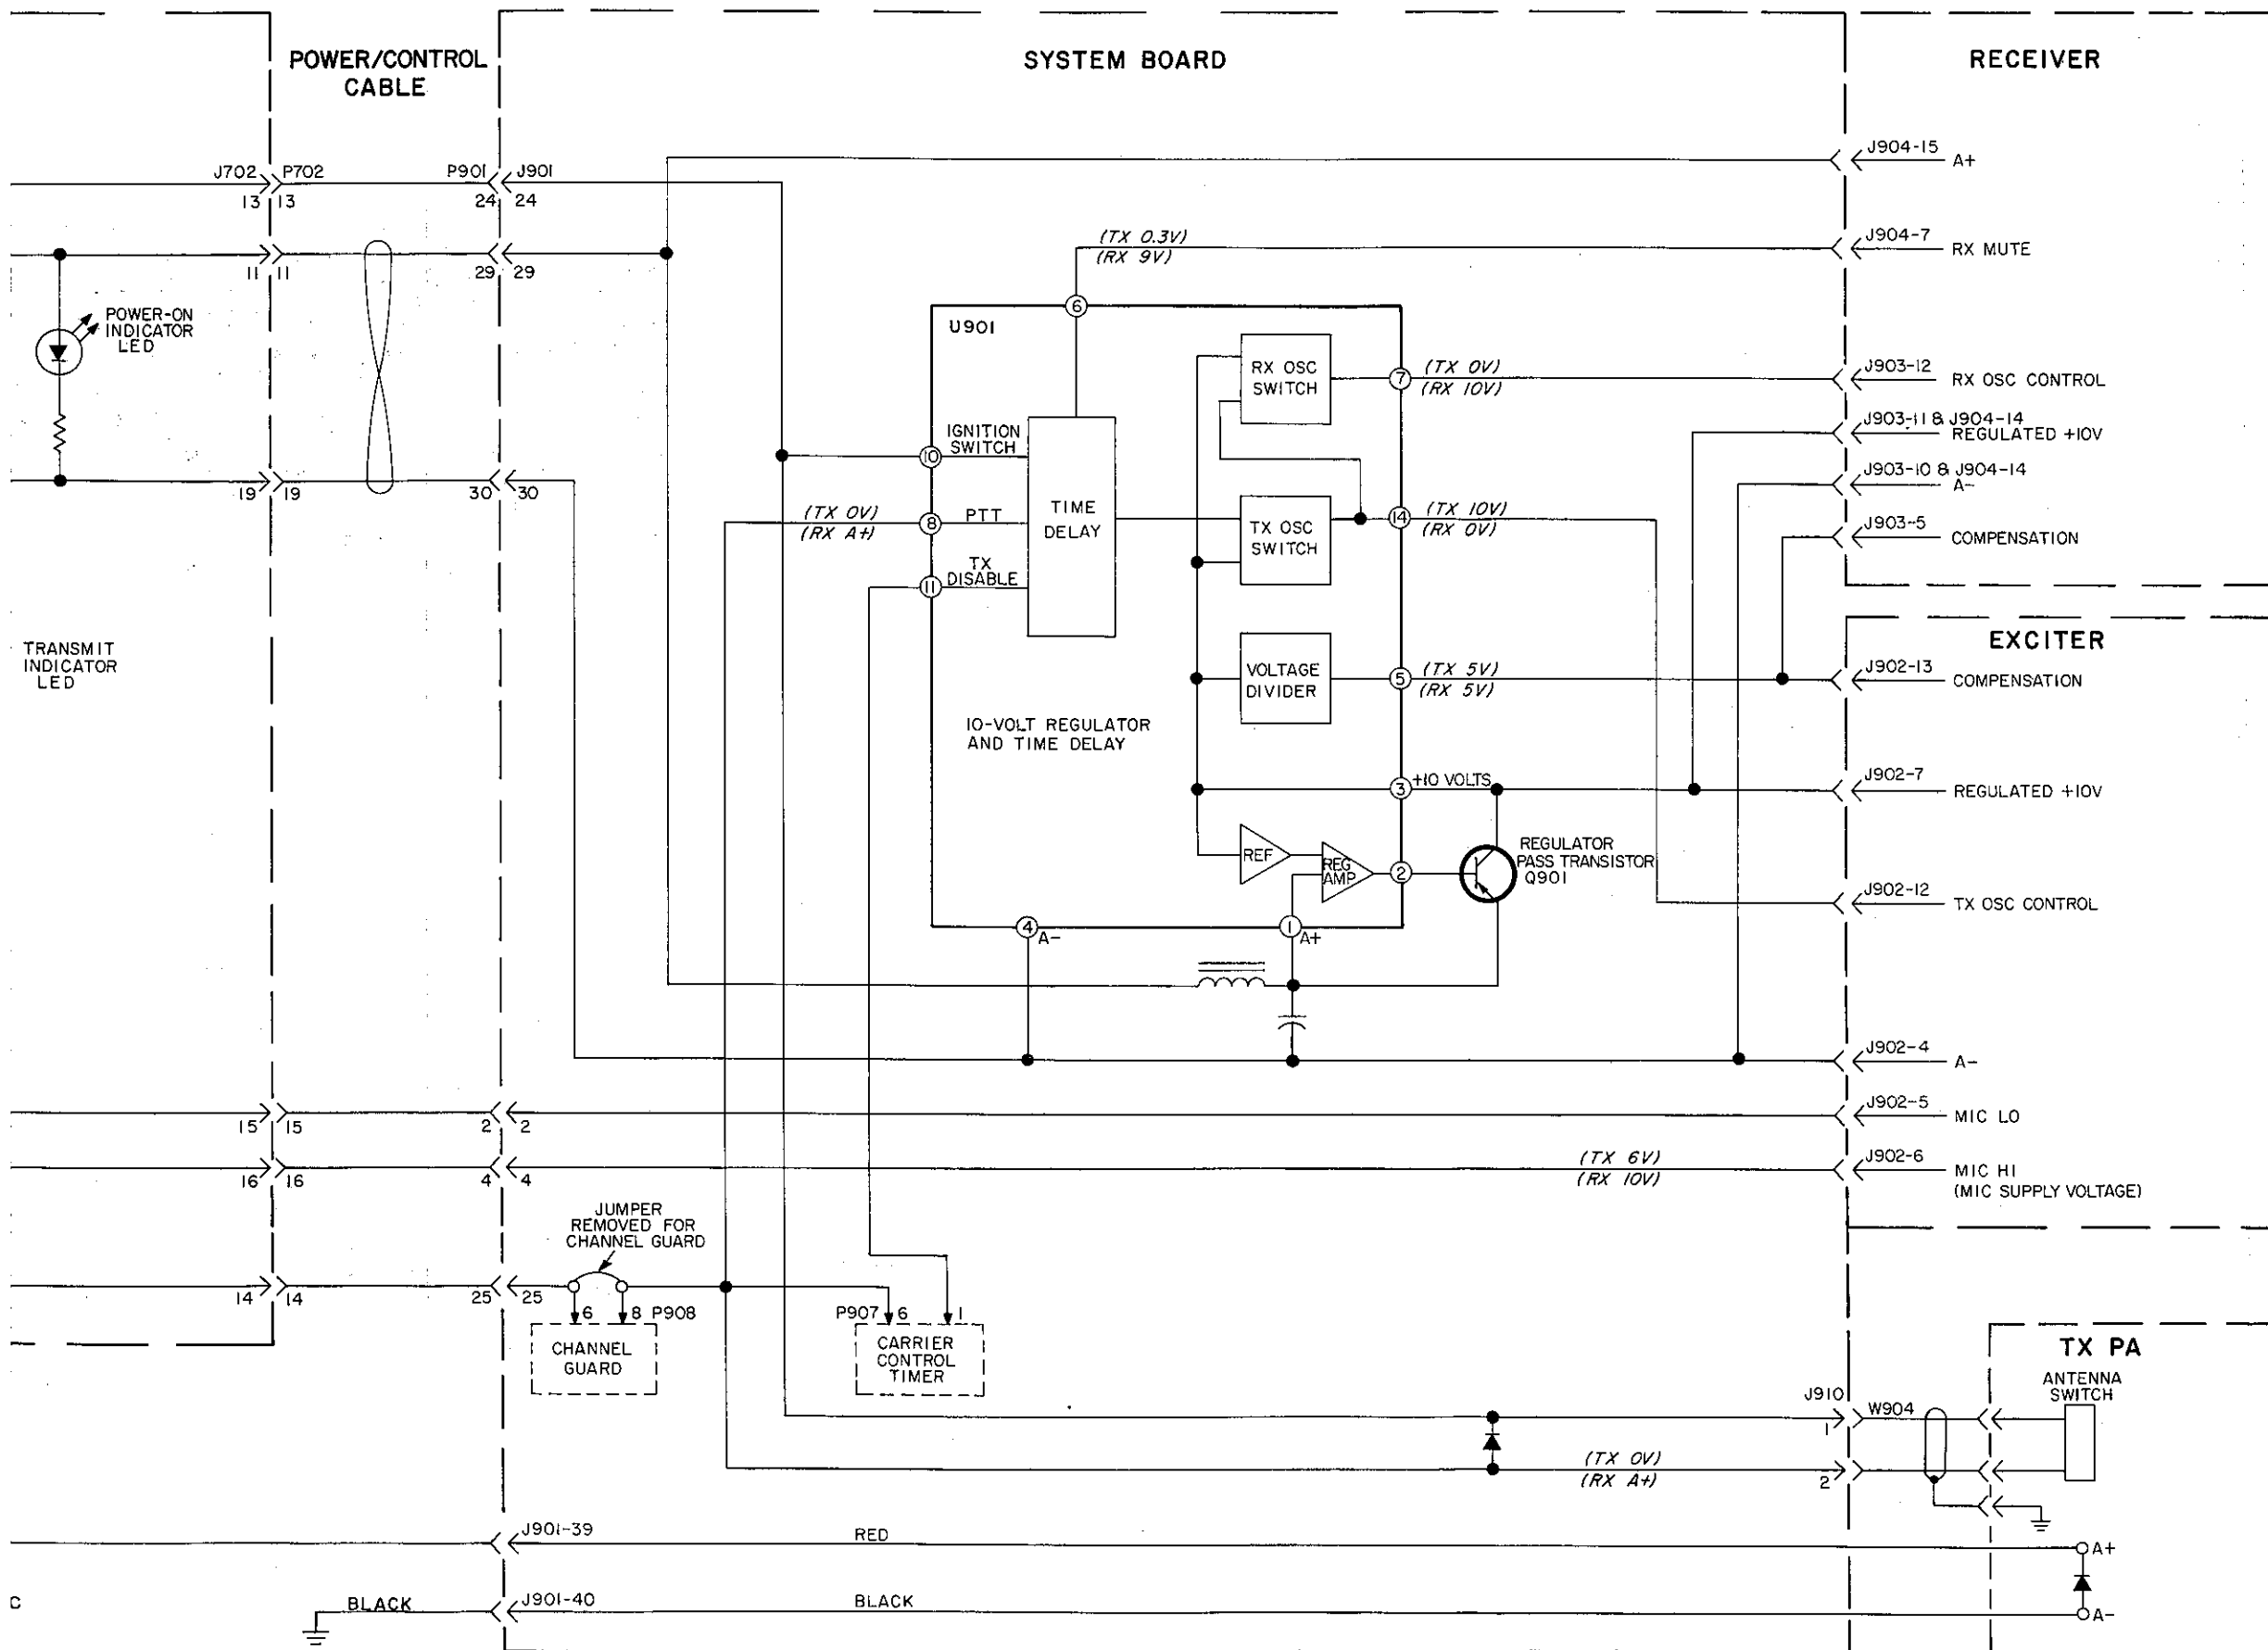 POWER/CONTROL
CABLE
SYSTEM BOARD
RECEIVER
J702
P702
P901
J901
13
13
24
24
J904-15
A+
11
11
29
29
POWER-ON
INDICATOR
LED
(TX 0.3V)
(RX 9V)
J904-7
RX MUTE
6
U901
RX OSC
SWITCH
7
(TX 0V)
(RX 10V)
J903-12
RX OSC CONTROL
J903-11 & J904-14
REGULATED +10V
IGNITION
SWITCH
10
J903-10 & J904-14
A-
19
19
30
30
(TX 0V)
(RX A+)
8
PTT
TIME
DELAY
TX OSC
SWITCH
14
(TX 10V)
(RX 0V)
J903-5
COMPENSATION
TX
DISABLE
11
TRANSMIT
INDICATOR
LED
EXCITER
VOLTAGE
DIVIDER
5
(TX 5V)
(RX 5V)
J902-13
COMPENSATION
10-VOLT REGULATOR
AND TIME DELAY
3
+10 VOLTS
J902-7
REGULATED +10V
REF
REG
AMP
2
REGULATOR
PASS TRANSISTOR
Q901
J902-12
TX OSC CONTROL
4
A-
1
A+
J902-4
A-
15
15
2
2
J902-5
MIC LO
16
16
4
4
(TX 6V)
(RX 10V)
J902-6
MIC HI
(MIC SUPPLY VOLTAGE)
JUMPER
REMOVED FOR
CHANNEL GUARD
14
14
25
25
6
8
P908
CHANNEL
GUARD
P907
6
1
CARRIER
CONTROL
TIMER
TX PA
ANTENNA
SWITCH
J910
1
W904
(TX 0V)
(RX A+)
2
J901-39
RED
A+
C
BLACK
J901-40
BLACK
A-